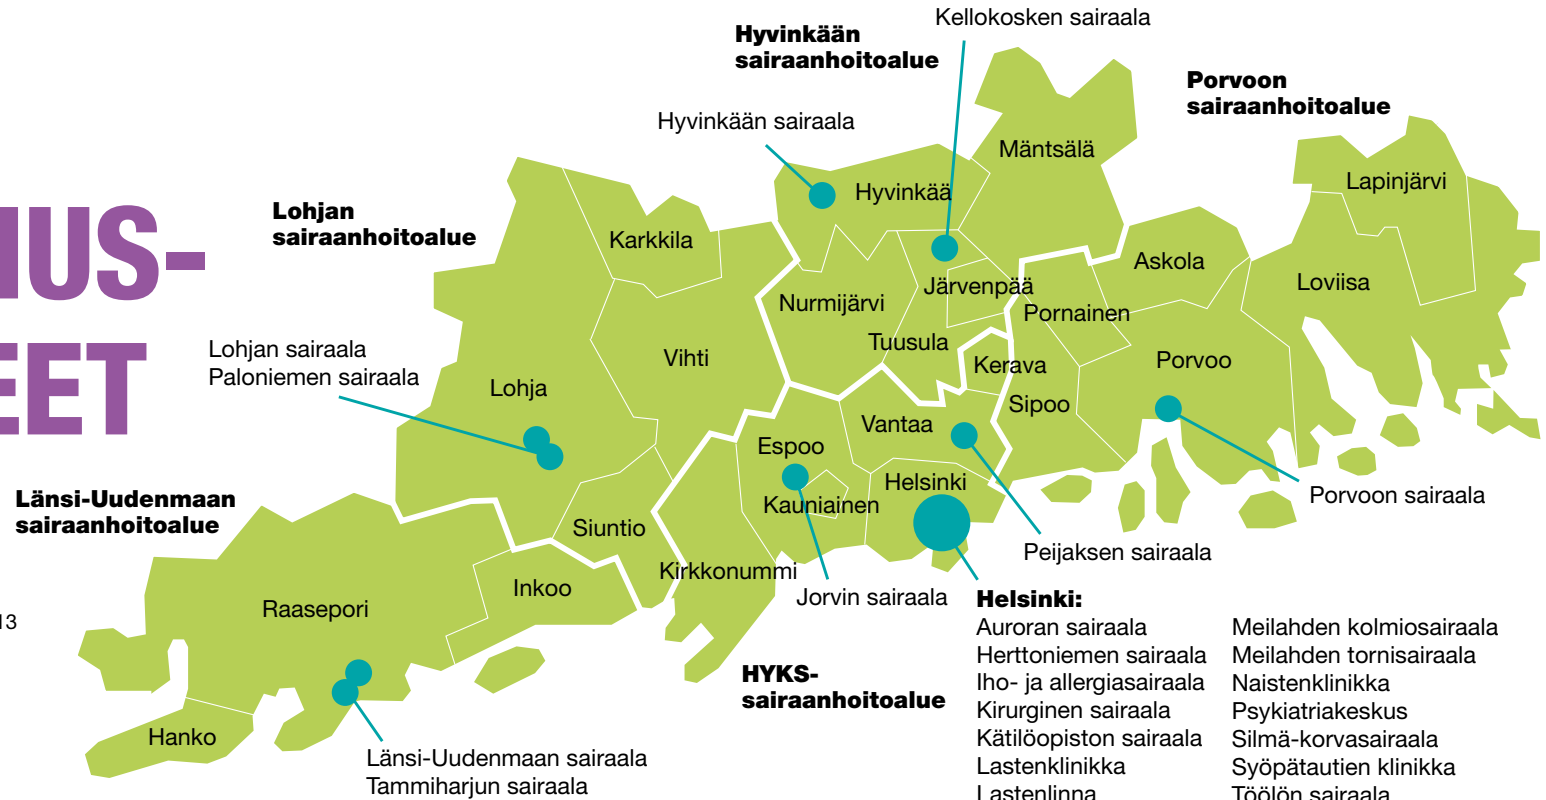 Kellokosken sairaala
Hyvinkään
sairaanhoitoalue
Porvoon
sairaanhoitoalue
Hyvinkään sairaala
Mäntsälä
Lapinjärvi
Hyvinkää
Lohjan
sairaanhoitoalue
Karkkila
Askola
Loviisa
Järvenpää
Nurmijärvi
Pornainen
Tuusula
US-
EET
Lohjan sairaala
Paloniemen sairaala
Vihti
Kerava
Porvoo
Lohja
Sipoo
Vantaa
Espoo
Helsinki
Kauniainen
Porvoon sairaala
Länsi-Uudenmaan
sairaanhoitoalue
Siuntio
Peijaksen sairaala
Kirkkonummi
Inkoo
Jorvin sairaala
Raasepori
13
HYKS-
sairaanhoitoalue
Hanko
Länsi-Uudenmaan sairaala
Tammiharjun sairaala
Helsinki:
Auroran sairaala
Herttoniemen sairaala
Iho- ja allergiasairaala
Kirurginen sairaala
Kätilöopiston sairaala
Lastenklinikka
Lastenlinna
Meilahden kolmiosairaala
Meilahden tornisairaala
Naistenklinikka
Psykiatriakeskus
Silmä-korvasairaala
Syöpätautien klinikka
Töölön sairaala